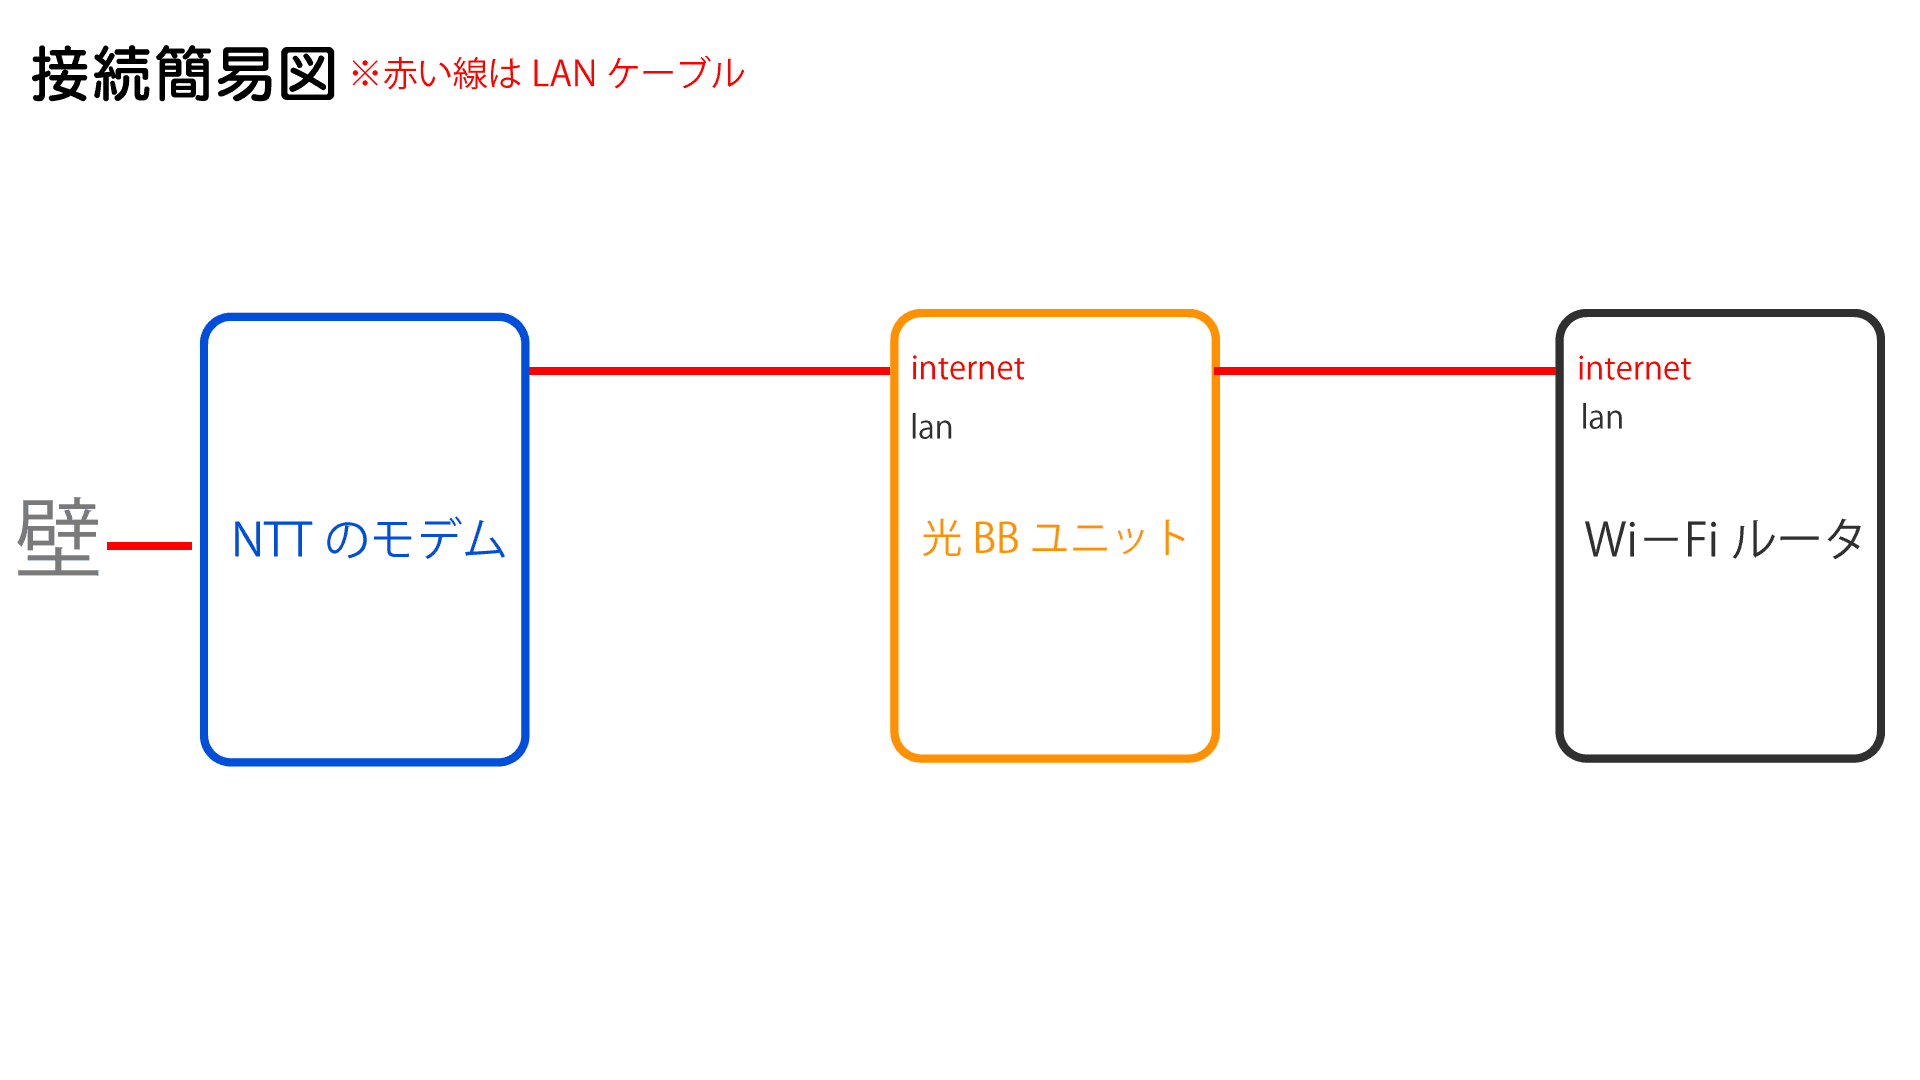 接続簡易図 ※赤い線は LAN ケーブル
internet
lan
internet
lan
壁
NTT のモデム
光 BB ユニット
WiーFi ルータ